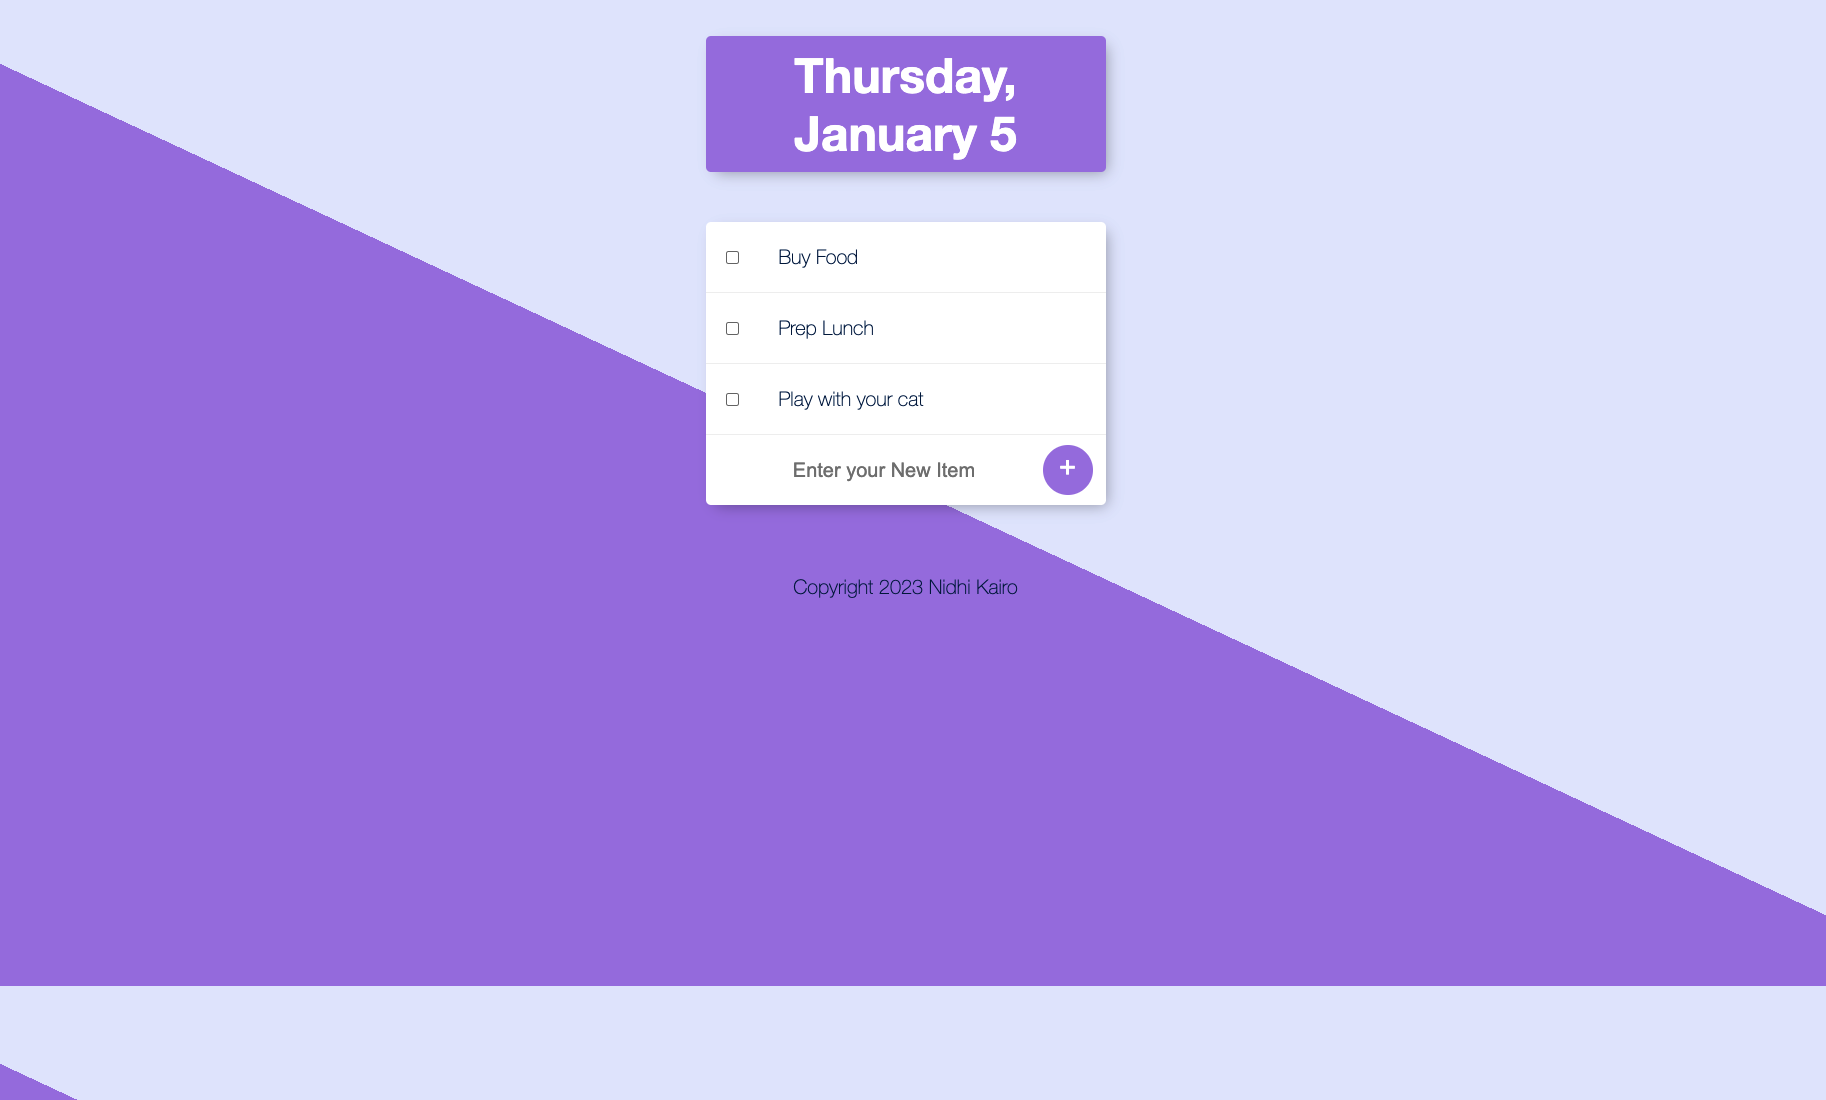 Thursday,
January 5
Buy Food
Prep Lunch
Play with your cat
Enter your New Item
+
Copyright 2023 Nidhi Kairo